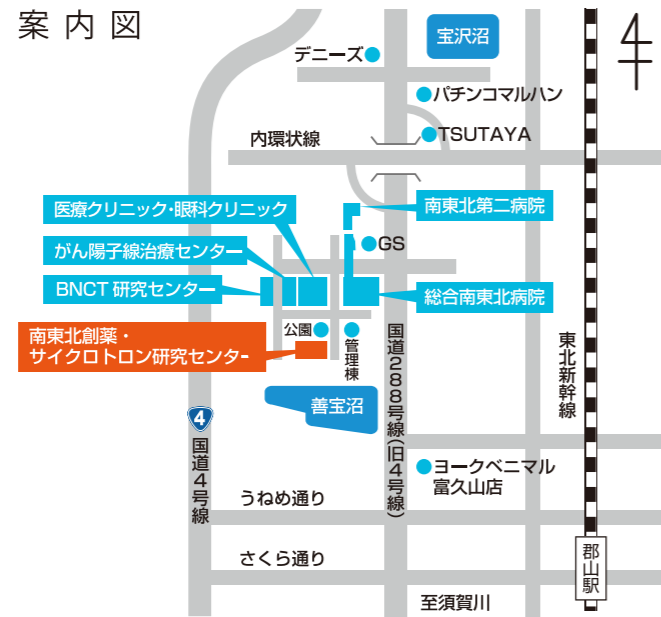 案内図
宝沢沼
デニーズ
パチンコマルハン
TSUTAYA
内環状線
医療クリニック・眼科クリニック
南東北第二病院
がん陽子線治療センター
GS
BNCT 研究センター
総合南東北病院
南東北創薬・
サイクロトロン研究センター
公園
管理棟
国道288号線(旧4号線)
東北新幹線
善宝沼
4
国道4号線
ヨークベニマル
富久山店
うねめ通り
さくら通り
郡山駅
至須賀川